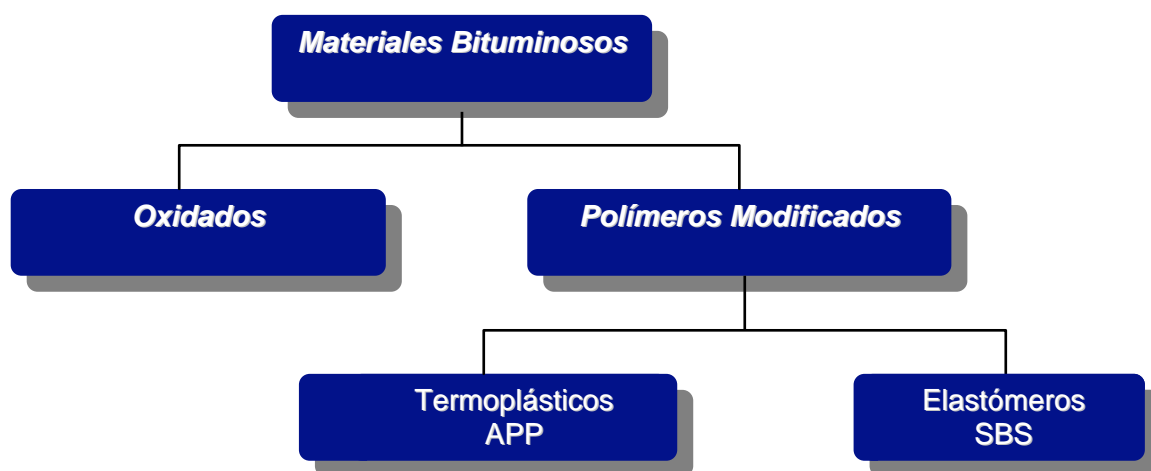 Materiales Bituminosos
Oxidados
Polímeros Modificados
Termoplásticos
APP
Elastómeros
SBS